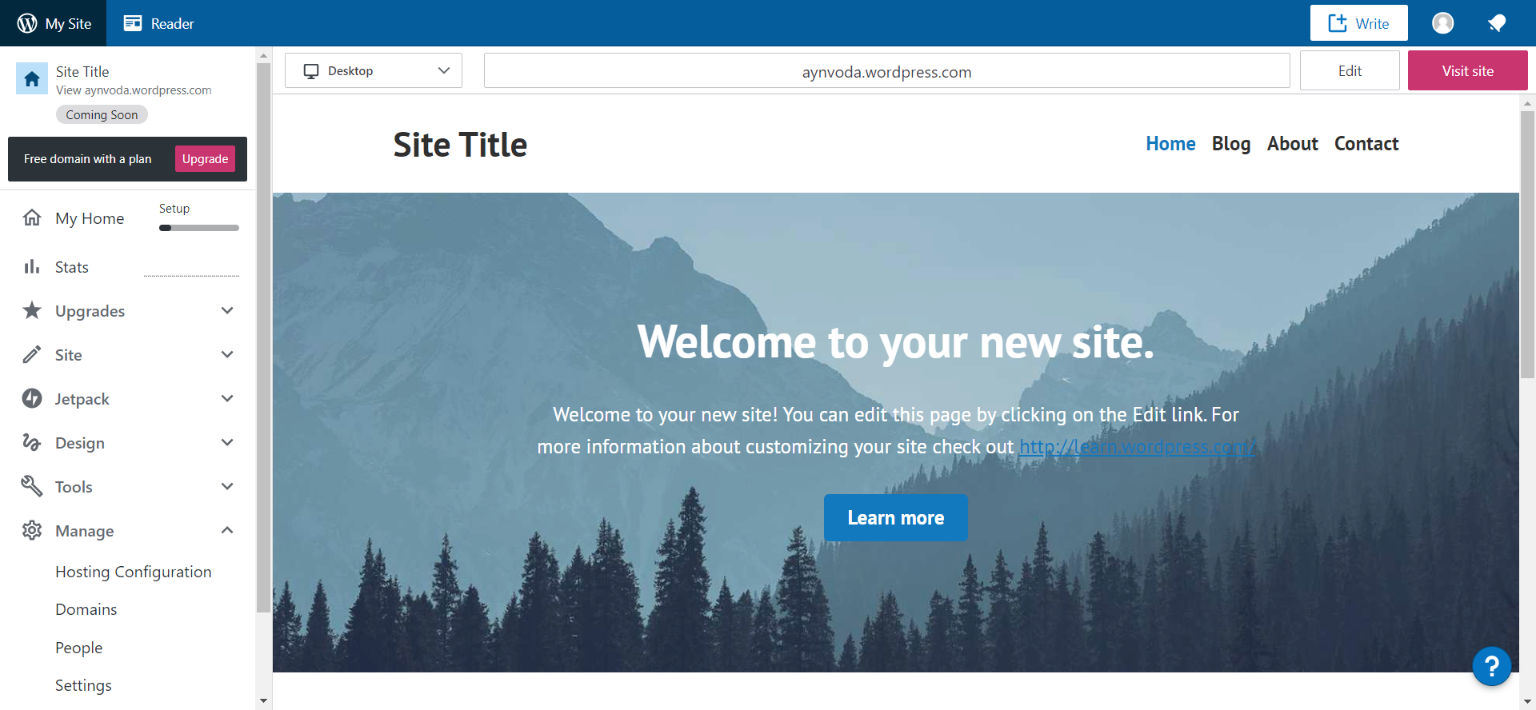 My Site
Reader
Write
Site Title
View aynvoda.wordpress.com
Coming Soon
Free domain with a plan
Upgrade
My Home
Setup
Stats
Upgrades
Site
Jetpack
Design
Tools
Manage
Hosting Configuration
Domains
People
Settings
Desktop
aynvoda.wordpress.com
Edit
Visit site
Site Title
Home Blog About Contact
Welcome to your new site.
Welcome to your new site! You can edit this page by clicking on the Edit link. For
more information about customizing your site check out http://learn.wordpress.com/
Learn more
?